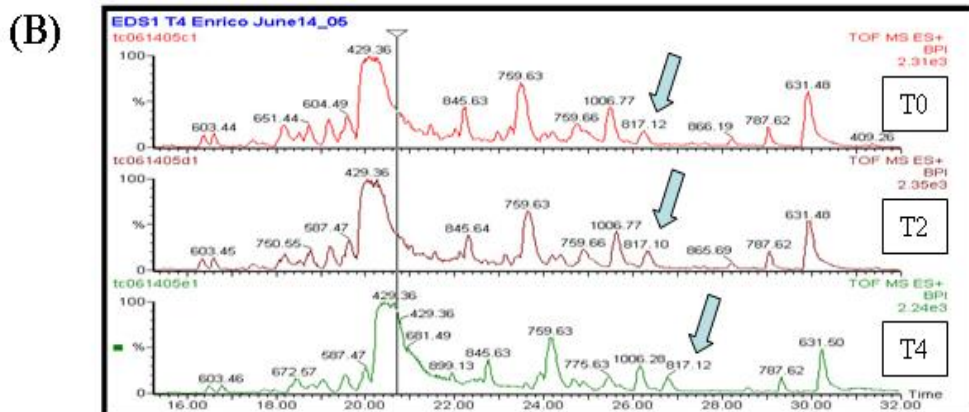 (B)
EDS1 T4 Enrico June14_05
tc061405c1
TOF MS ES+
BPI
2.31e3
T0
100
%
0
603.44
651.44
604.49
429.36
845.63
759.63
759.66
1006.77
817.12
866.19
787.62
631.48
409.26
tc061405d1
TOF MS ES+
BPI
2.35e3
T2
100
%
0
603.45
750.55
587.47
429.36
845.64
759.63
759.66
1006.77
817.10
865.69
787.62
631.48
tc061405e1
TOF MS ES+
BPI
2.24e3
T4
100
%
0
603.46
672.57
587.47
429.36
429.36
681.49
899.13
845.63
759.63
775.63
1006.28
817.12
787.62
631.50
16.00 18.00 20.00 22.00 24.00 26.00 28.00 30.00 32.00 Time